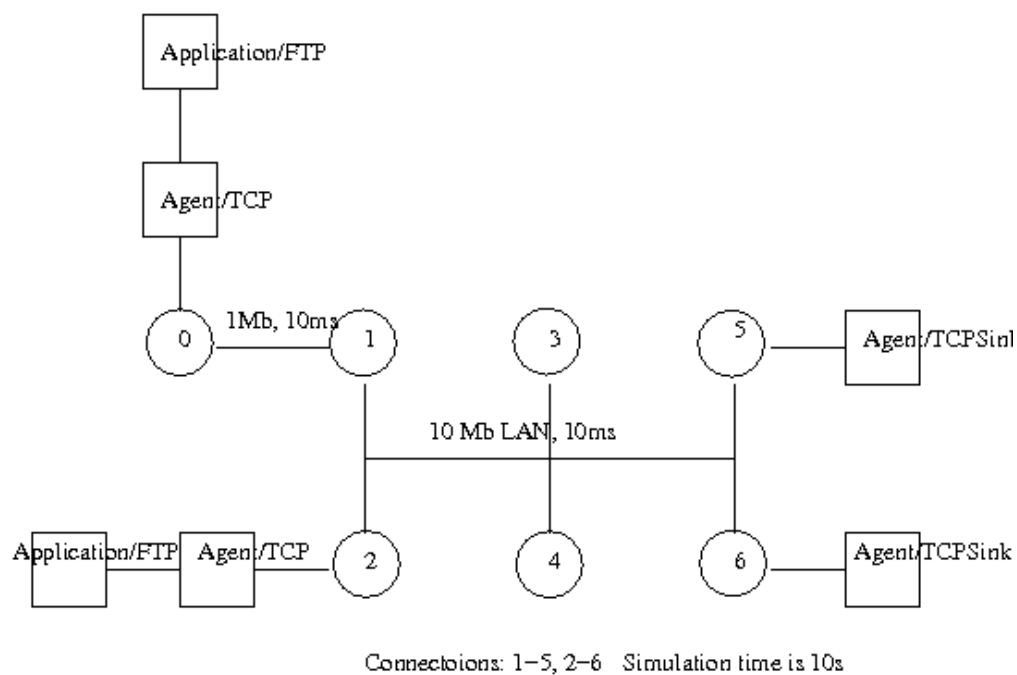 Application/FTP
Agent/TCP
1Mb, 10ms
0
1
3
5
Agent/TCPSinl
10 Mb LAN, 10ms
Application/FTP
Agent/TCP
2
4
6
Agent/TCPSink
Connectoions: 1-5, 2-6 Simulation time is 10s